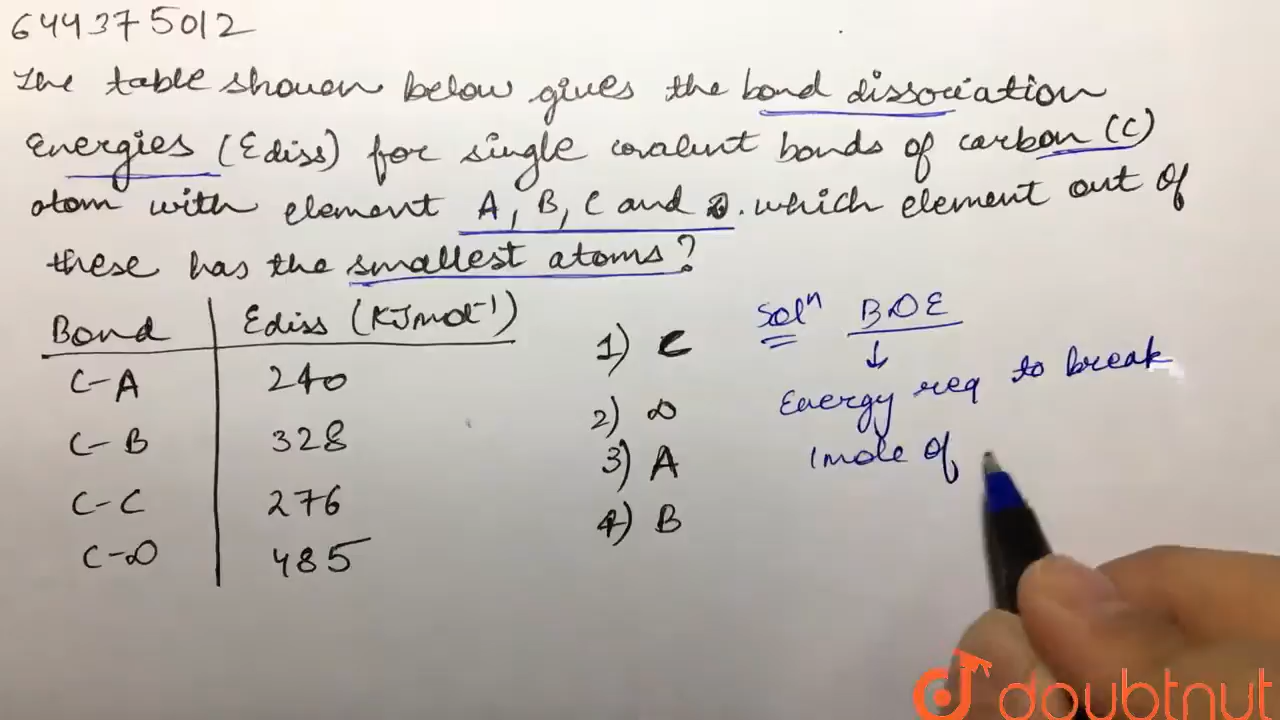 644375012
The table shown below gives the bond dissociation
Energies (Ediss) for single covalent bonds of carbon (C)
atom with element A, B, C and D. which element out of
these has the smallest atoms?
Bond Ediss (KJmol⁻¹)
C-A 240
C-B 328
C-C 276
C-D 485
1) C
2) D
3) A
4) B
Solⁿ BDE
↓
Energy req to break
1mole of
doubtnut